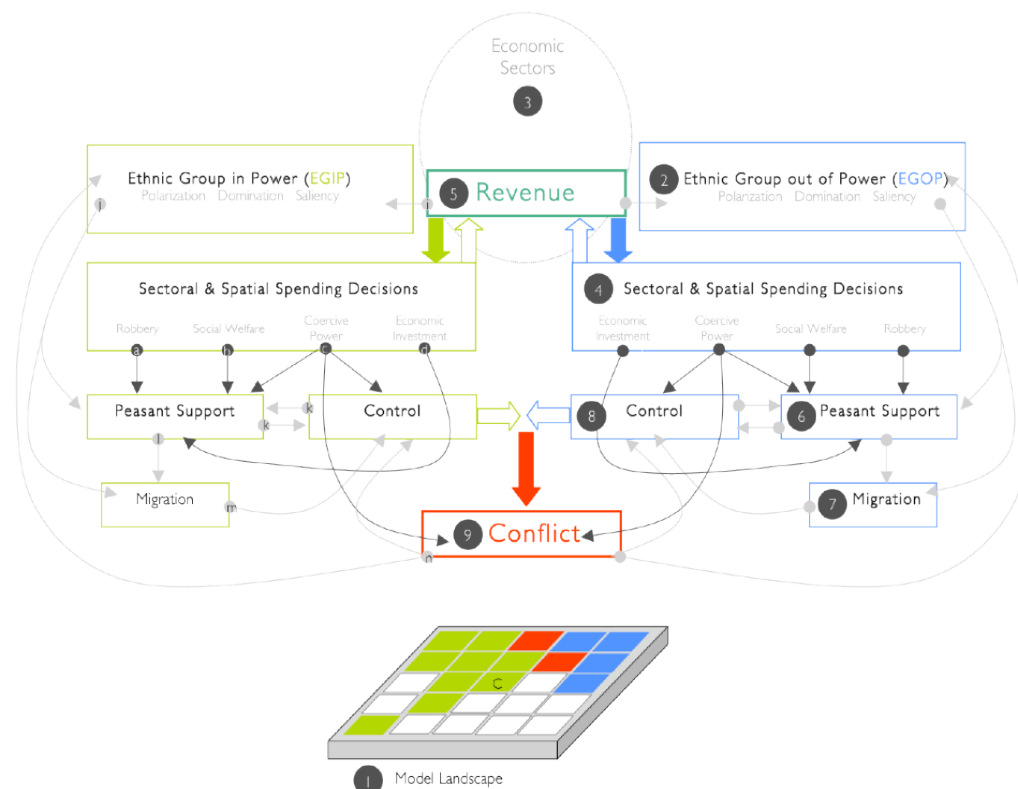 Economic
Sectors
3
Ethnic Group in Power (EGIP)
Polarization Domination Saliency
j
i
5 Revenue
2 Ethnic Group out of Power (EGOP)
Polarization Domination Saliency
Sectoral & Spatial Spending Decisions
Robbery
Social Welfare
Coercive
Power
Economic
Investment
a
h
c
d
4 Sectoral & Spatial Spending Decisions
Economic
Investment
Coercive
Power
Social Welfare
Robbery
Peasant Support
k
k
Control
8 Control
6 Peasant Support
l
Migration
m
7 Migration
9 Conflict
n
C
1 Model Landscape